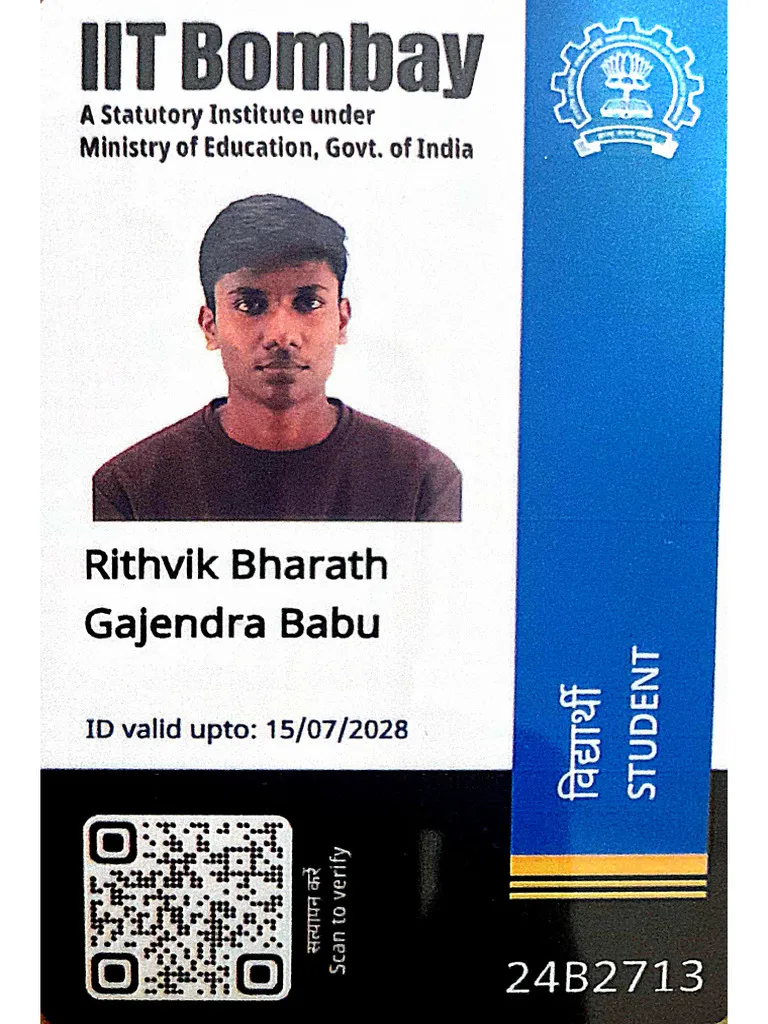 IIT Bombay
A Statutory Institute under
Ministry of Education, Govt. of India
Rithvik Bharath
Gajendra Babu
ID valid upto: 15/07/2028
विद्यार्थी
STUDENT
सत्यापन करें
Scan to verify
24B2713